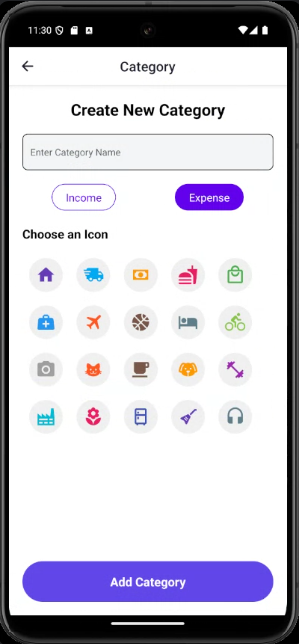 11:30
Category
Create New Category
Enter Category Name
Income Expense
Choose an Icon
Add Category